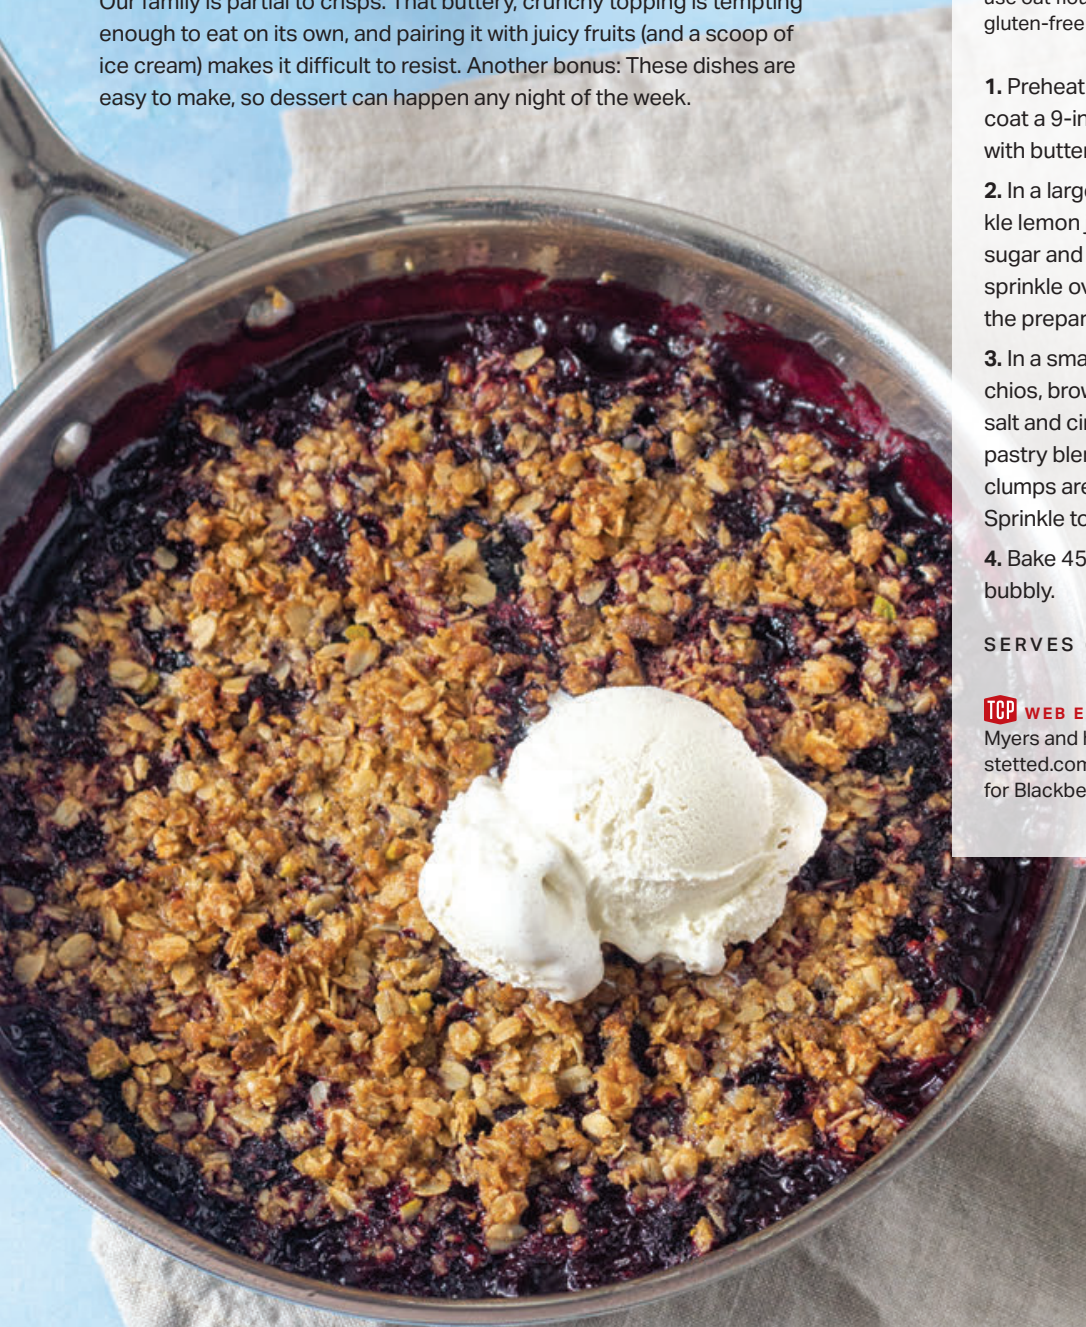 Our family is partial to crisps. That buttery, crunchy topping is tempting
enough to eat on its own, and pairing it with juicy fruits (and a scoop of
ice cream) makes it difficult to resist. Another bonus: These dishes are
easy to make, so dessert can happen any night of the week.
use oat flou
gluten-free
1. Preheat
coat a 9-in
with butter
2. In a large
kle lemon j
sugar and
sprinkle ov
the prepar
3. In a sma
chios, brow
salt and cin
pastry blen
clumps are
Sprinkle to
4. Bake 45
bubbly.
SERVES
TCP WEB E
Myers and
stetted.com
for Blackbe